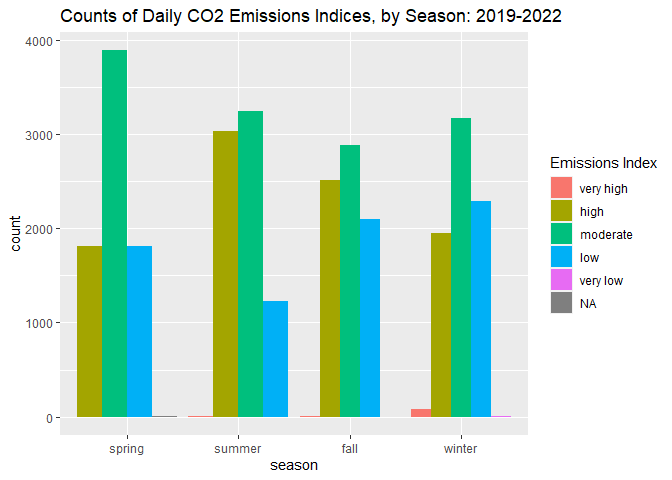 Counts of Daily CO2 Emissions Indices, by Season: 2019-2022
4000
3000
2000
1000
0
count
spring summer fall winter
season
Emissions Index
very high
high
moderate
low
very low
NA